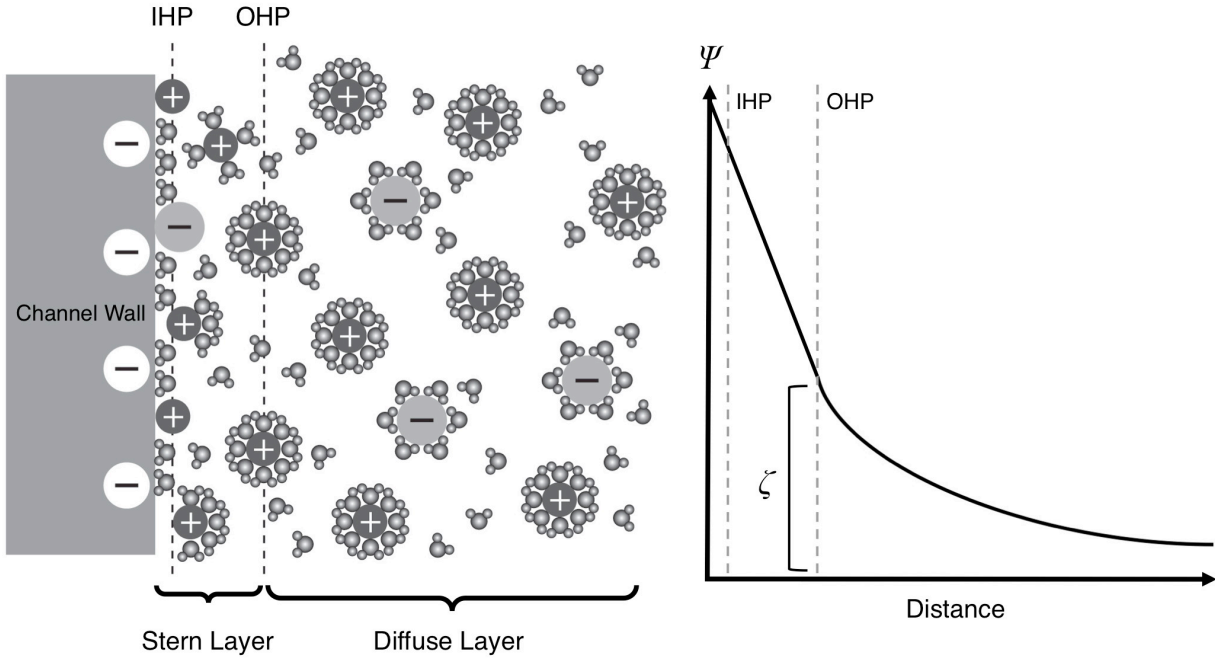 IHP OHP
Channel Wall
Stern Layer
Diffuse Layer
Ψ
IHP
OHP
ζ
Distance